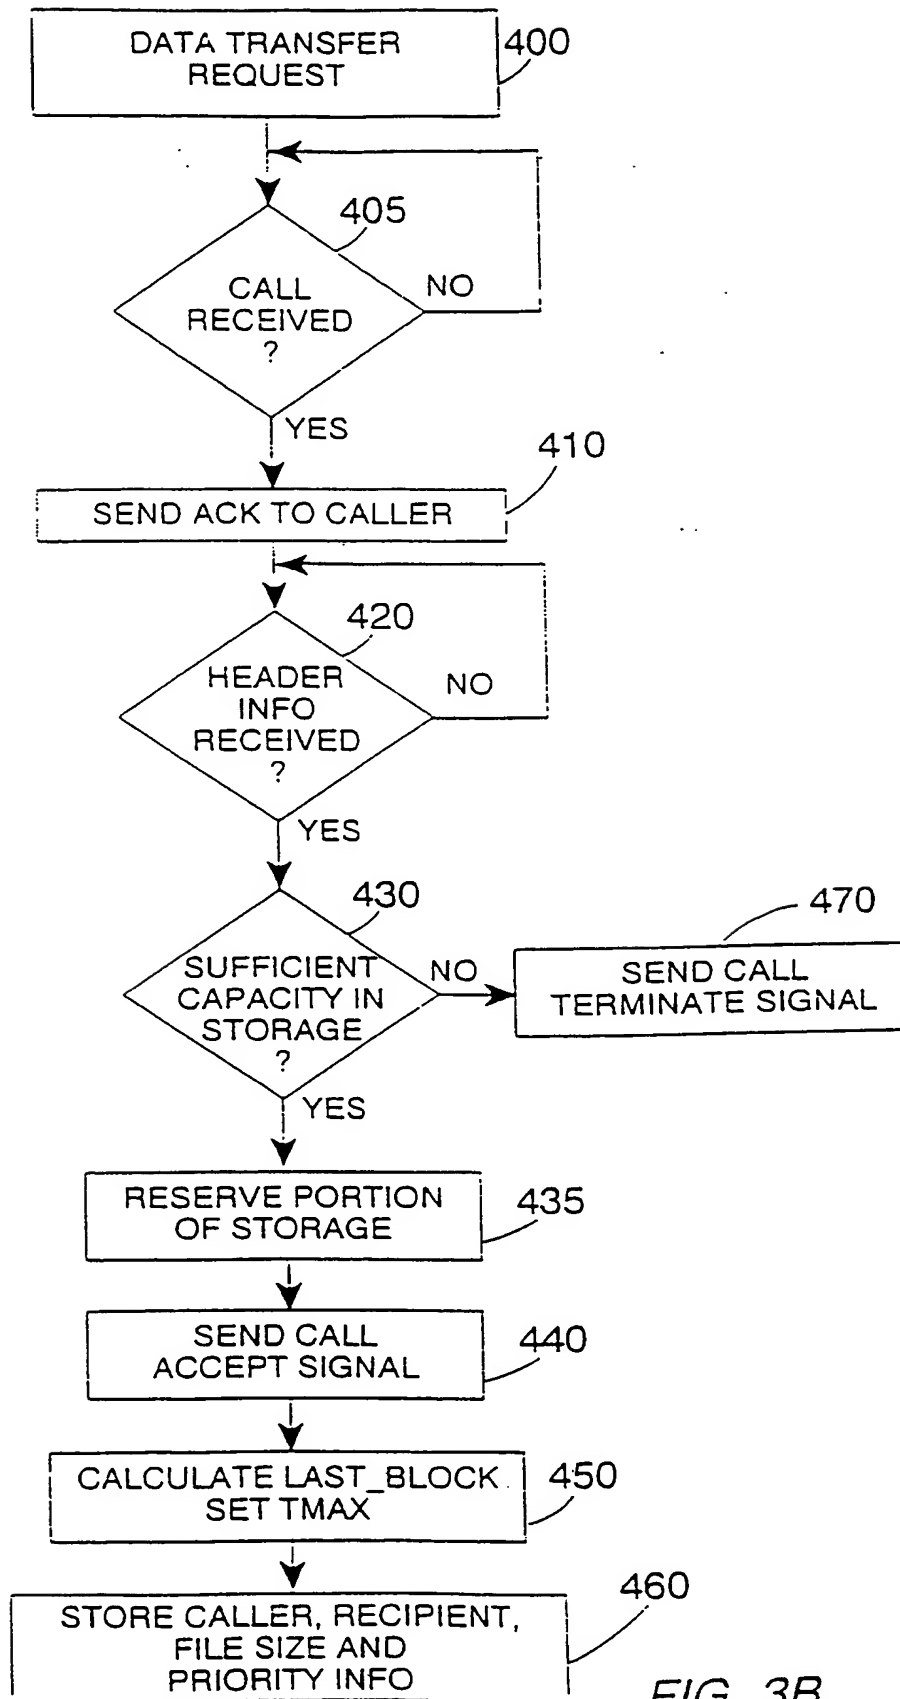 DATA TRANSFER
REQUEST
400
405
CALL
RECEIVED
?
NO
YES
410
SEND ACK TO CALLER
420
HEADER
INFO
RECEIVED
?
NO
YES
430
SUFFICIENT
CAPACITY IN
STORAGE
?
NO
470
SEND CALL
TERMINATE SIGNAL
YES
RESERVE PORTION
OF STORAGE
435
SEND CALL
ACCEPT SIGNAL
440
CALCULATE LAST_BLOCK
SET TMAX
450
460
STORE CALLER, RECIPIENT,
FILE SIZE AND
PRIORITY INFO
FIG. 3B